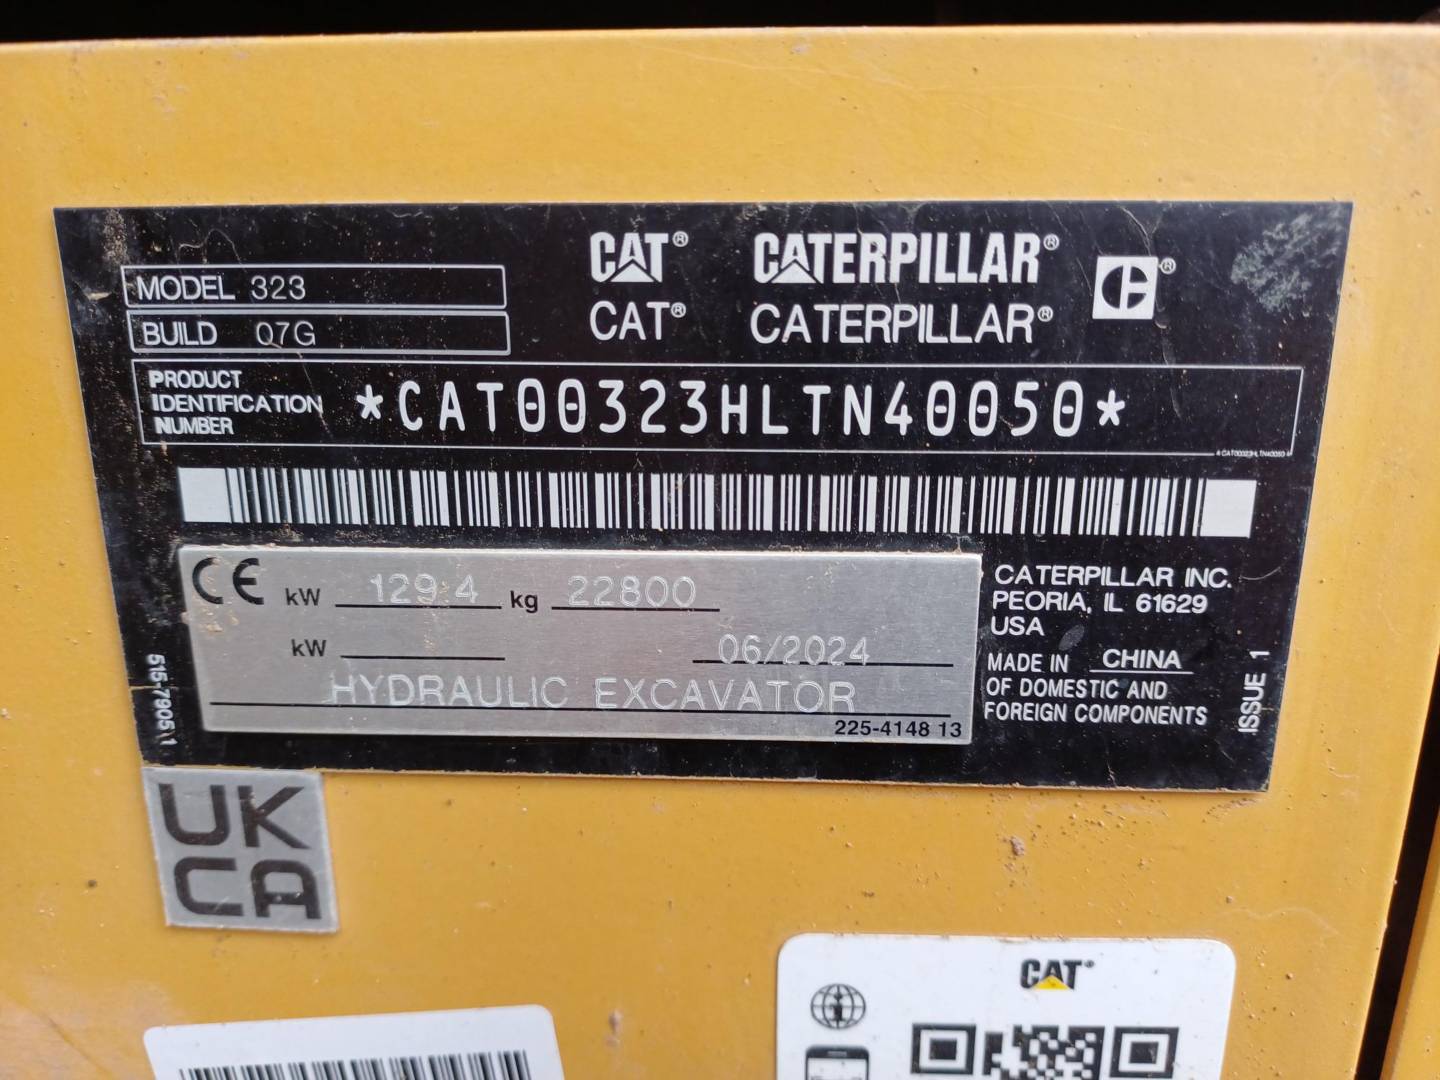 MODEL 323
BUILD 07G
CAT® CATERPILLAR®
CAT® CATERPILLAR®
PRODUCT
IDENTIFICATION
NUMBER
*CAT00323HLTN40050*
*CAT00323HLTN40050*
CE kW 129.4 kg 22800
kW 06/2024
HYDRAULIC EXCAVATOR
225-4148 13
CATERPILLAR INC.
PEORIA, IL 61629
USA
MADE IN CHINA
OF DOMESTIC AND
FOREIGN COMPONENTS
ISSUE 1
UK
CA
CAT®